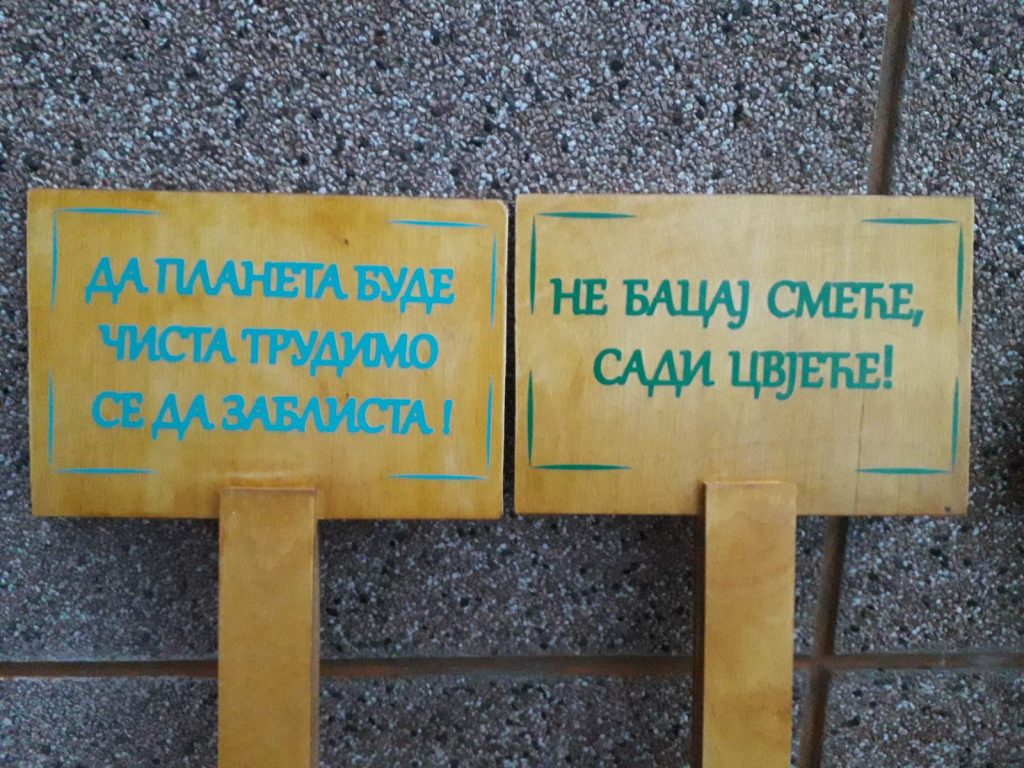 ДА ПЛАНЕТА БУДЕ
ЧИСТА ТРУДИМО
СЕ ДА ЗАБЛИСТА !
НЕ БАЦАЈ СМЕЋЕ,
САДИ ЦВЈЕЋЕ!